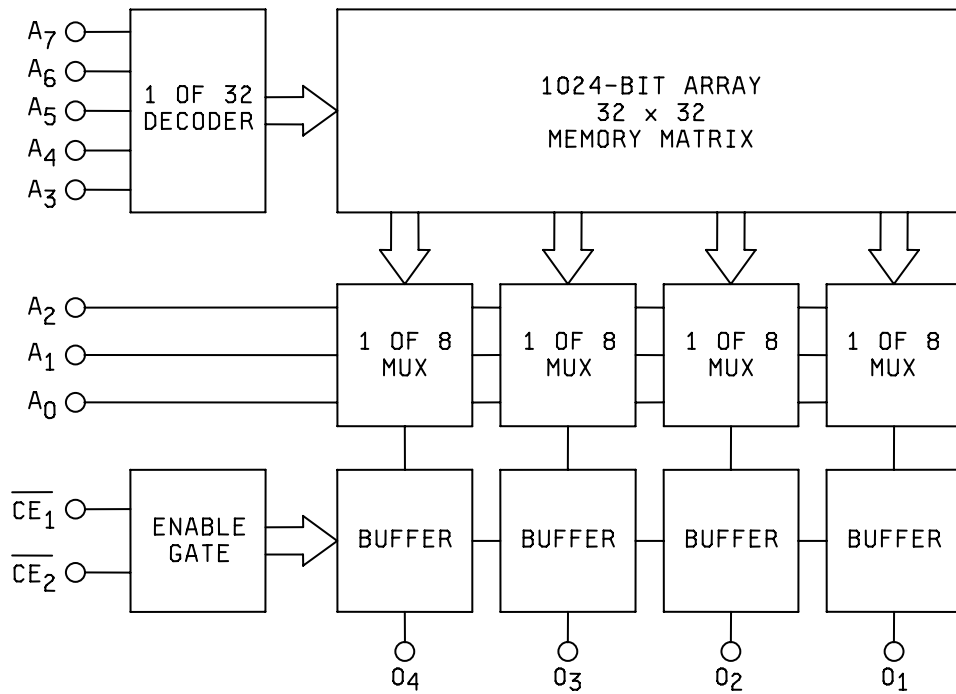 A7
A6
A5
A4
A3
1 OF 32
DECODER
1024-BIT ARRAY
32 x 32
MEMORY MATRIX
A2
A1
A0
1 OF 8
MUX
1 OF 8
MUX
1 OF 8
MUX
1 OF 8
MUX
CE1
CE2
ENABLE
GATE
BUFFER
BUFFER
BUFFER
BUFFER
O4
O3
O2
O1